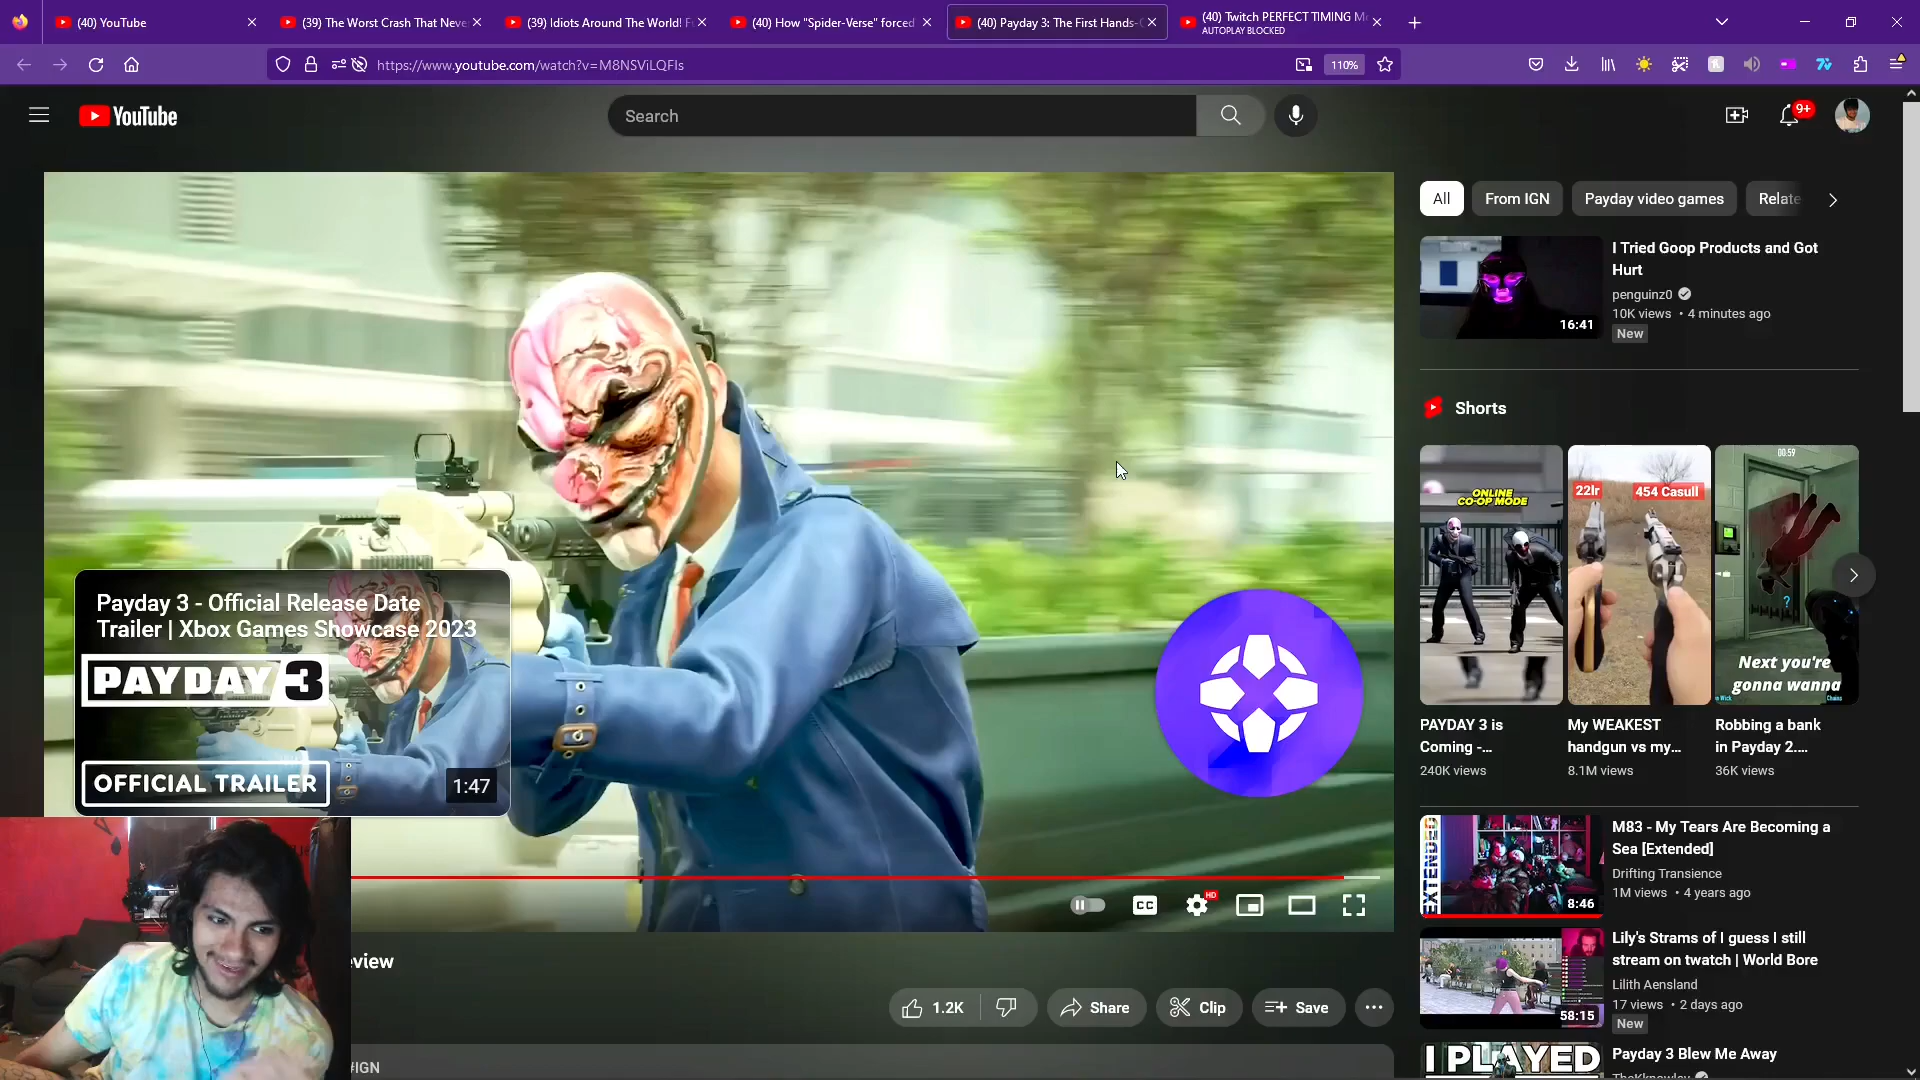 (40) YouTube
(39) The Worst Crash That Neve
(39) Idiots Around The World! F
(40) How "Spider-Verse" forced
(40) Payday 3: The First Hands-
(40) Twitch PERFECT TIMING M
AUTOPLAY BLOCKED
https://www.youtube.com/watch?v=M8NSViLQFIs
110%
YouTube
Search
9+
All
From IGN
Payday video games
Relate
I Tried Goop Products and Got
Hurt
penguinz0
10K views • 4 minutes ago
New
16:41
Shorts
ONLINE
CO-OP MODE
22lr
454 Casull
00:59
?
Next you're
gonna wanna
Chains
PAYDAY 3 is
Coming -...
240K views
My WEAKEST
handgun vs my...
8.1M views
Robbing a bank
in Payday 2....
36K views
Payday 3 - Official Release Date
Trailer | Xbox Games Showcase 2023
PAYDAY 3
OFFICIAL TRAILER
1:47
CC
HD
eview
1.2K
Share
Clip
Save
#IGN
EXTENDED
8:46
M83 - My Tears Are Becoming a
Sea [Extended]
Drifting Transience
1M views • 4 years ago
58:15
Lily's Strams of I guess I still
stream on twatch | World Bore
Lilith Aensland
17 views • 2 days ago
New
I PLAYED
Payday 3 Blew Me Away